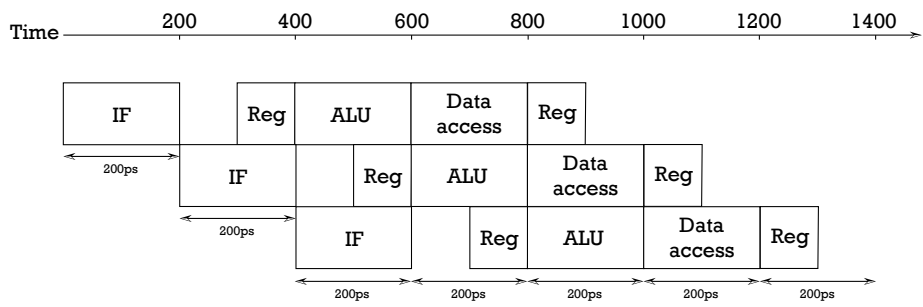 200 400 600 800 1000 1200 1400
Time
IF Reg ALU Data access Reg
200ps
IF Reg ALU Data access Reg
200ps
IF Reg ALU Data access Reg
200ps 200ps 200ps 200ps 200ps